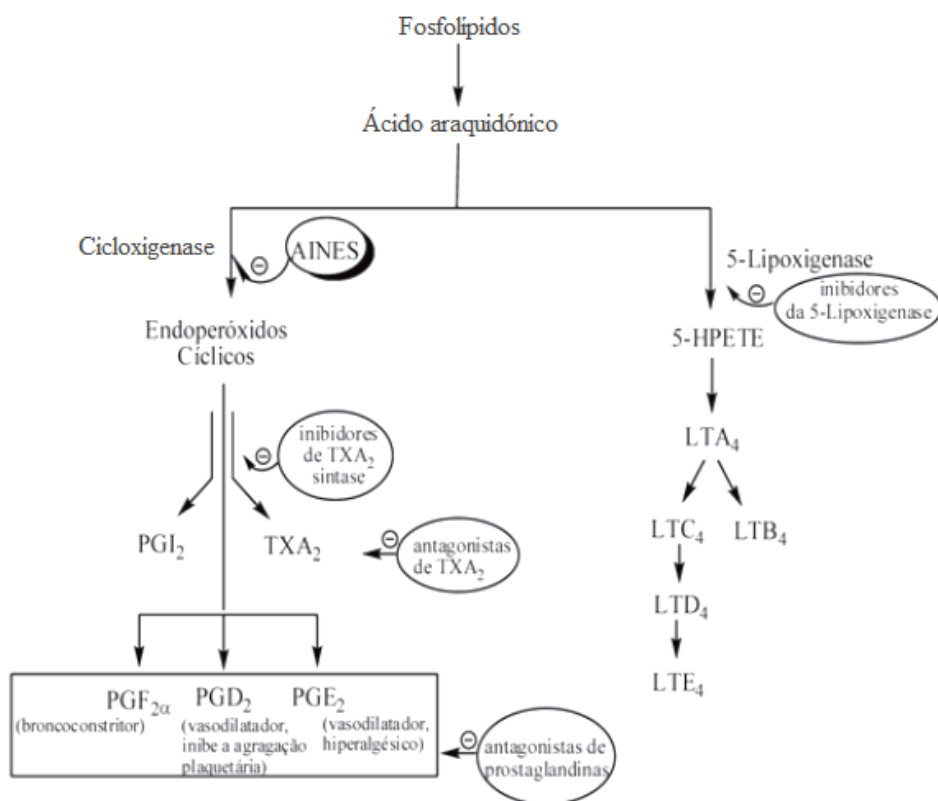 Fosfolípidos
Ácido araquidónico
Cicloxigenase
⊖
AINES
5-Lipoxigenase
⊖
inibidores
da 5-Lipoxigenase
Endoperóxidos
Cíclicos
5-HPETE
⊖
inibidores
de TXA₂
sintase
LTA₄
PGI₂
TXA₂
⊖
antagonistas
de TXA₂
LTC₄
LTB₄
LTD₄
LTE₄
PGF₂α
(broncoconstritor)
PGD₂
(vasodilatador,
inibe a agragação
plaquetária)
PGE₂
(vasodilatador,
hiperalgésico)
⊖
antagonistas de
prostaglandinas